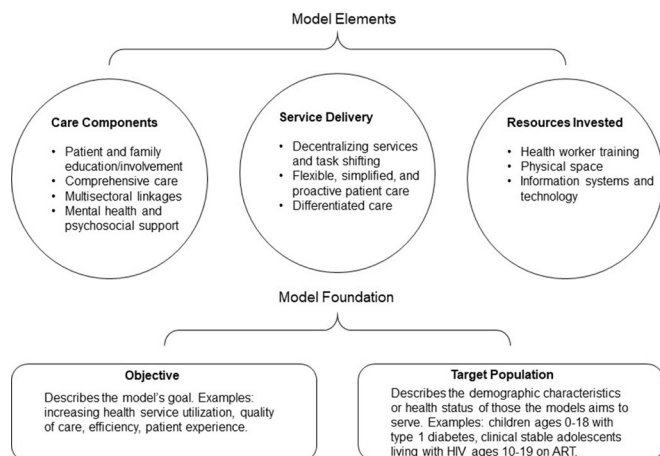 Model Elements
Care Components
• Patient and family
education/involvement
• Comprehensive care
• Multisectoral linkages
• Mental health and
psychosocial support
Service Delivery
• Decentralizing services
and task shifting
• Flexible, simplified, and
proactive patient care
• Differentiated care
Resources Invested
• Health worker training
• Physical space
• Information systems and
technology
Model Foundation
Objective
Describes the model's goal. Examples:
increasing health service utilization, quality
of care, efficiency, patient experience.
Target Population
Describes the demographic characteristics
or health status of those the models aims to
serve. Examples: children ages 0-18 with
type 1 diabetes, clinical stable adolescents
living with HIV ages 10-19 on ART.